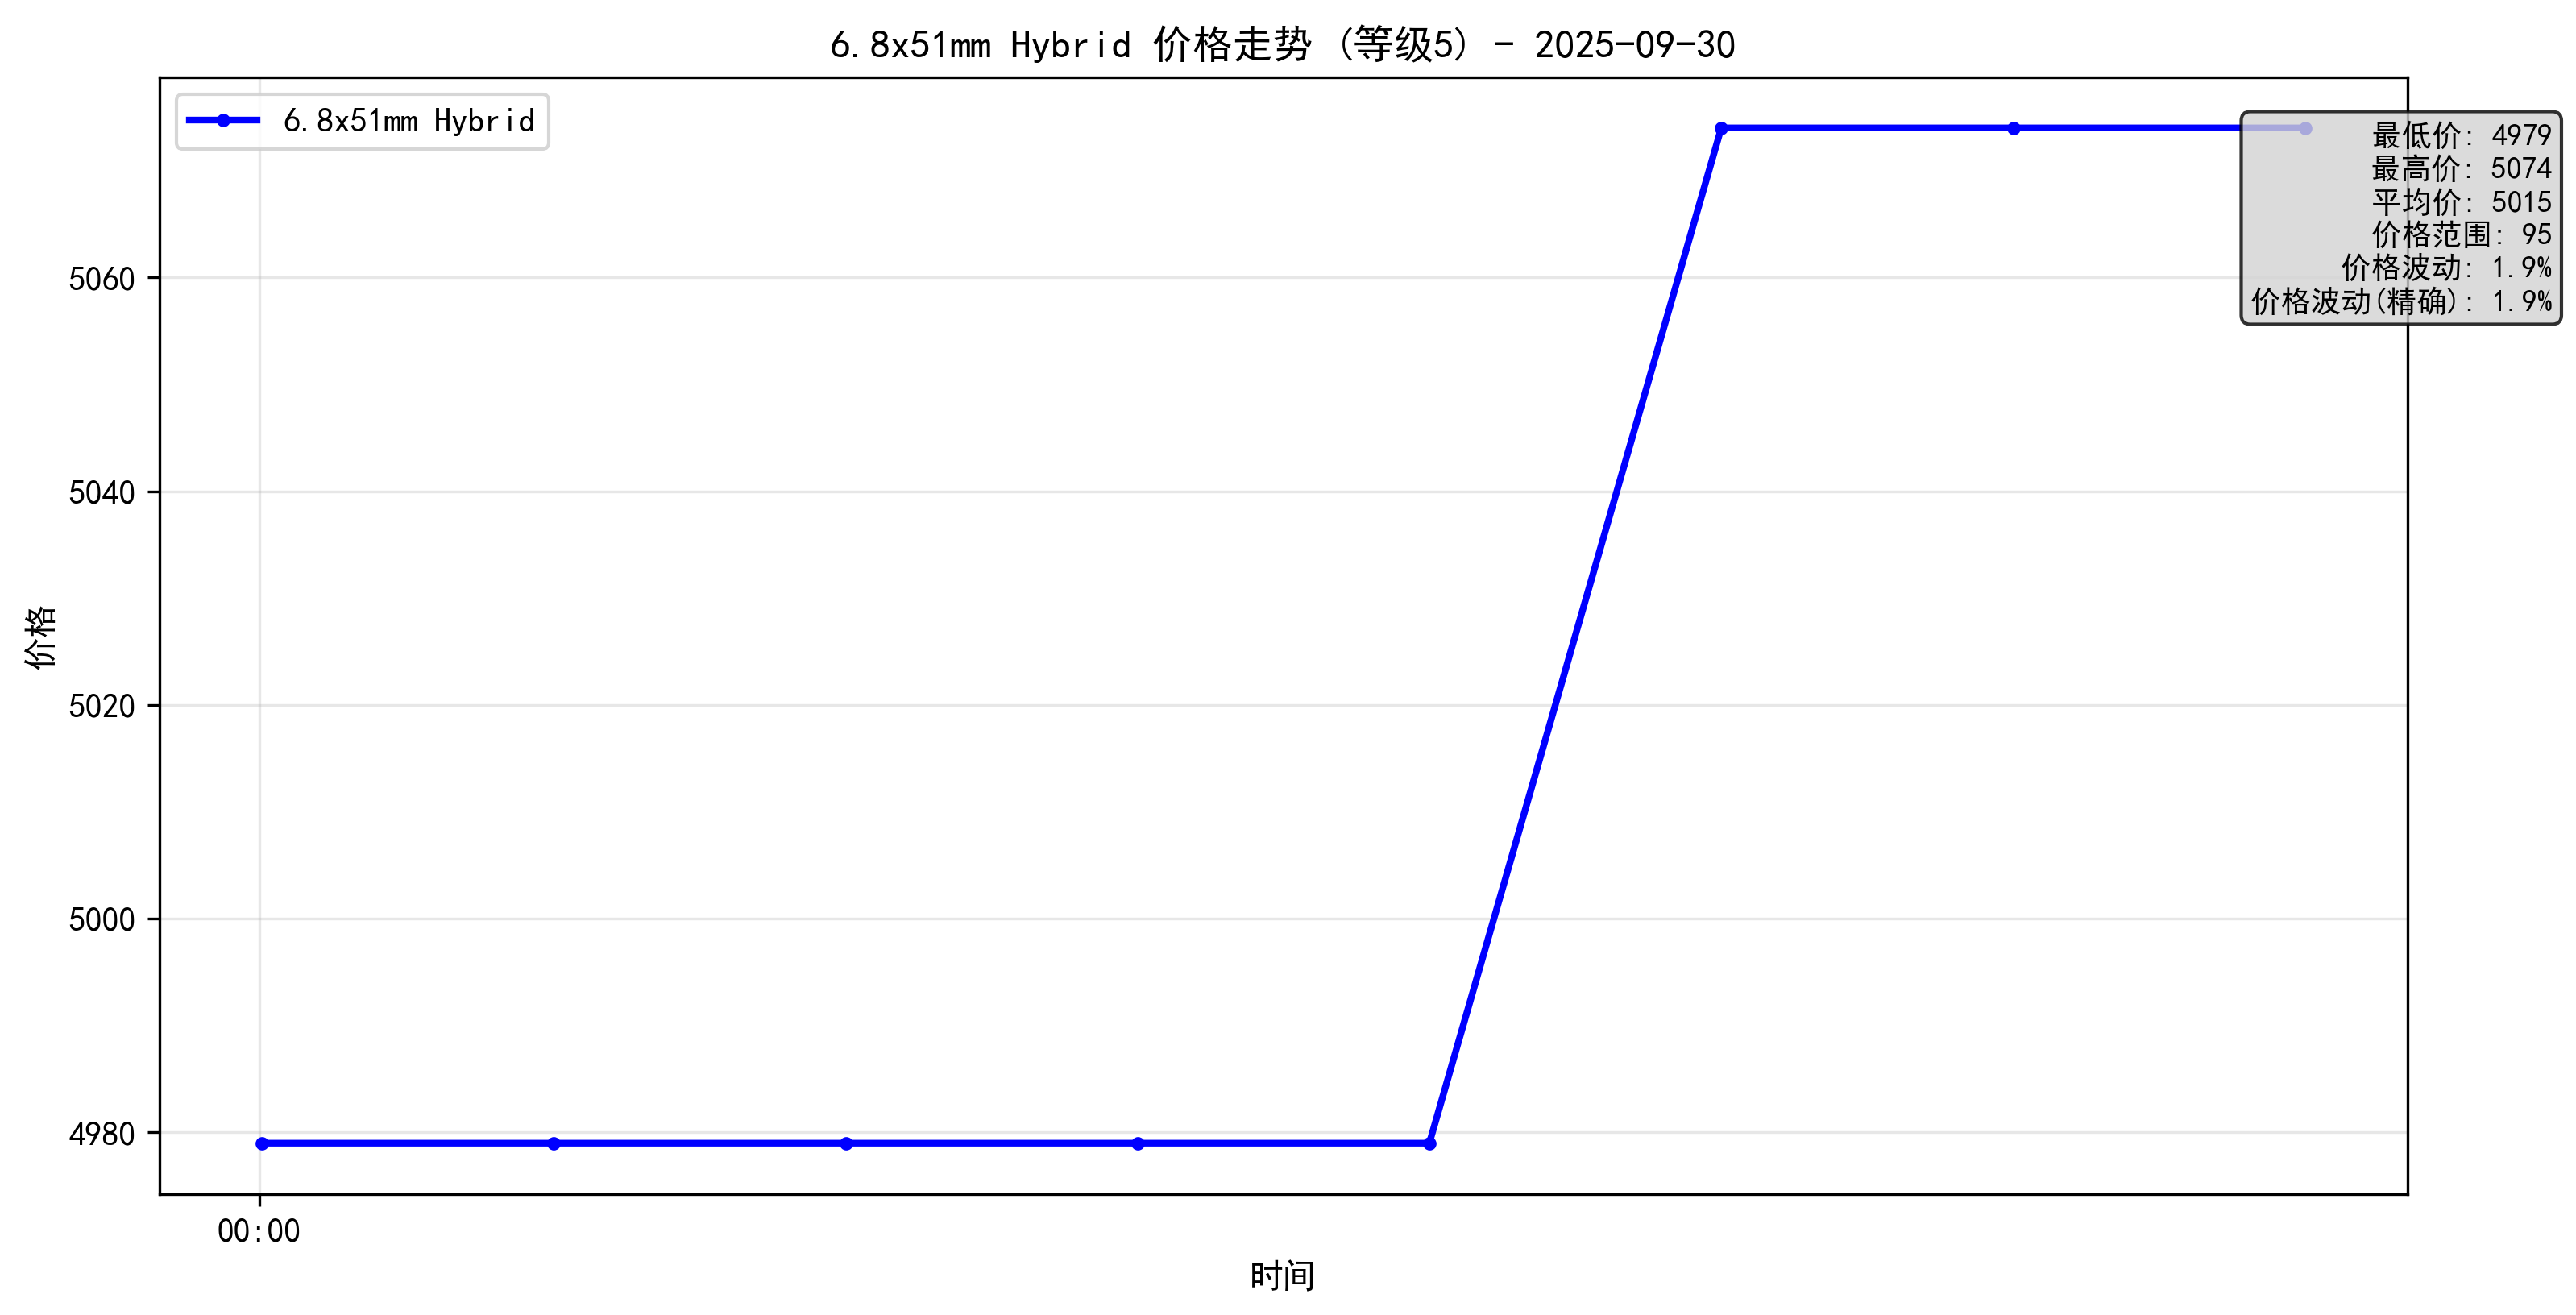 6.8x51mm Hybrid 价格走势 (等级5) - 2025-09-30
6.8x51mm Hybrid
最低价: 4979
最高价: 5074
平均价: 5015
价格范围: 95
价格波动: 1.9%
价格波动(精确): 1.9%
价格
5060
5040
5020
5000
4980
00:00
时间